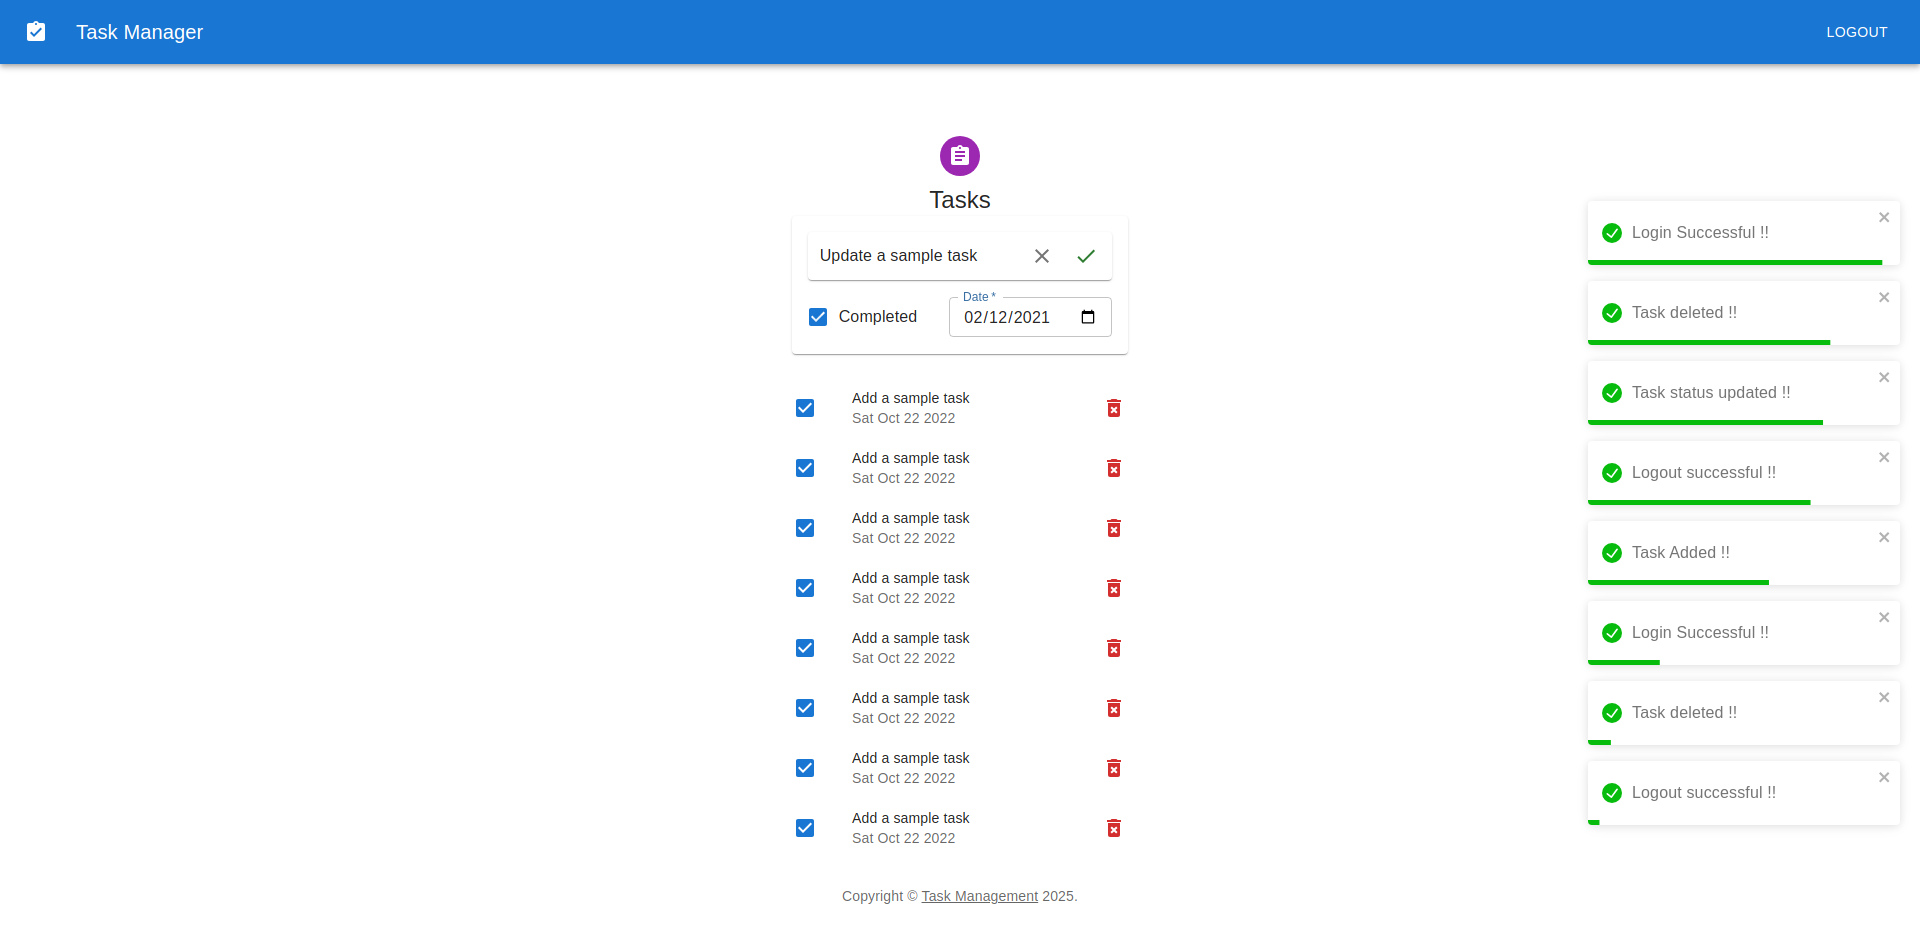 Task Manager
LOGOUT
Tasks
Update a sample task
Completed
Date *
02/12/2021
Add a sample task
Sat Oct 22 2022
Add a sample task
Sat Oct 22 2022
Add a sample task
Sat Oct 22 2022
Add a sample task
Sat Oct 22 2022
Add a sample task
Sat Oct 22 2022
Add a sample task
Sat Oct 22 2022
Add a sample task
Sat Oct 22 2022
Add a sample task
Sat Oct 22 2022
Copyright © Task Management 2025.
Login Successful !!
Task deleted !!
Task status updated !!
Logout successful !!
Task Added !!
Login Successful !!
Task deleted !!
Logout successful !!